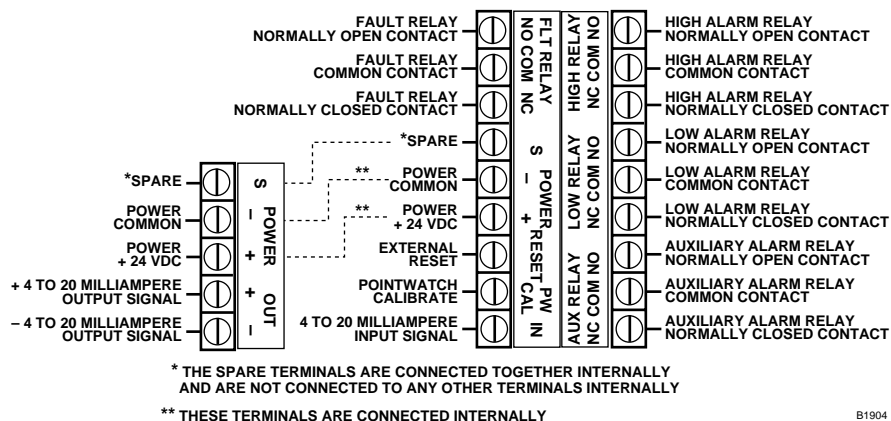 FAULT RELAY
NORMALLY OPEN CONTACT
FAULT RELAY
COMMON CONTACT
FAULT RELAY
NORMALLY CLOSED CONTACT
*SPARE
POWER
COMMON
POWER
+ 24 VDC
EXTERNAL
RESET
POINTWATCH
CALIBRATE
4 TO 20 MILLIAMPERE
INPUT SIGNAL
FLT RELAY
NO COM NC
S
– POWER +
RESET
PW
CAL
IN
HIGH RELAY
NC COM NO
LOW RELAY
NC COM NO
AUX RELAY
NC COM NO
HIGH ALARM RELAY
NORMALLY OPEN CONTACT
HIGH ALARM RELAY
COMMON CONTACT
HIGH ALARM RELAY
NORMALLY CLOSED CONTACT
LOW ALARM RELAY
NORMALLY OPEN CONTACT
LOW ALARM RELAY
COMMON CONTACT
LOW ALARM RELAY
NORMALLY CLOSED CONTACT
AUXILIARY ALARM RELAY
NORMALLY OPEN CONTACT
AUXILIARY ALARM RELAY
COMMON CONTACT
AUXILIARY ALARM RELAY
NORMALLY CLOSED CONTACT
*SPARE
POWER
COMMON
POWER
+ 24 VDC
+ 4 TO 20 MILLIAMPERE
OUTPUT SIGNAL
– 4 TO 20 MILLIAMPERE
OUTPUT SIGNAL
S
– POWER +
+ OUT –
**
**
* THE SPARE TERMINALS ARE CONNECTED TOGETHER INTERNALLY
AND ARE NOT CONNECTED TO ANY OTHER TERMINALS INTERNALLY
** THESE TERMINALS ARE CONNECTED INTERNALLY
B1904